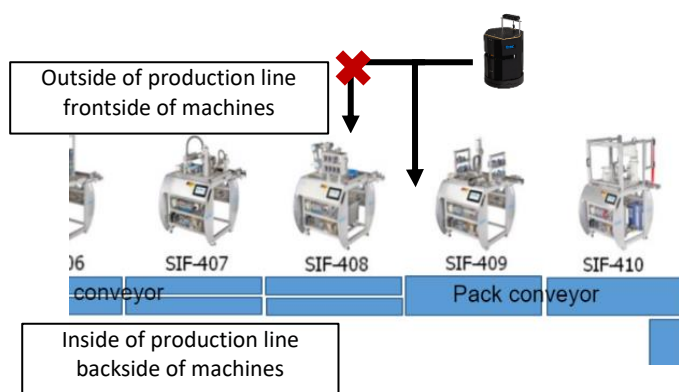 Outside of production line
frontside of machines
06
SIF-407
SIF-408
SIF-409
SIF-410
conveyor
Pack conveyor
Inside of production line
backside of machines